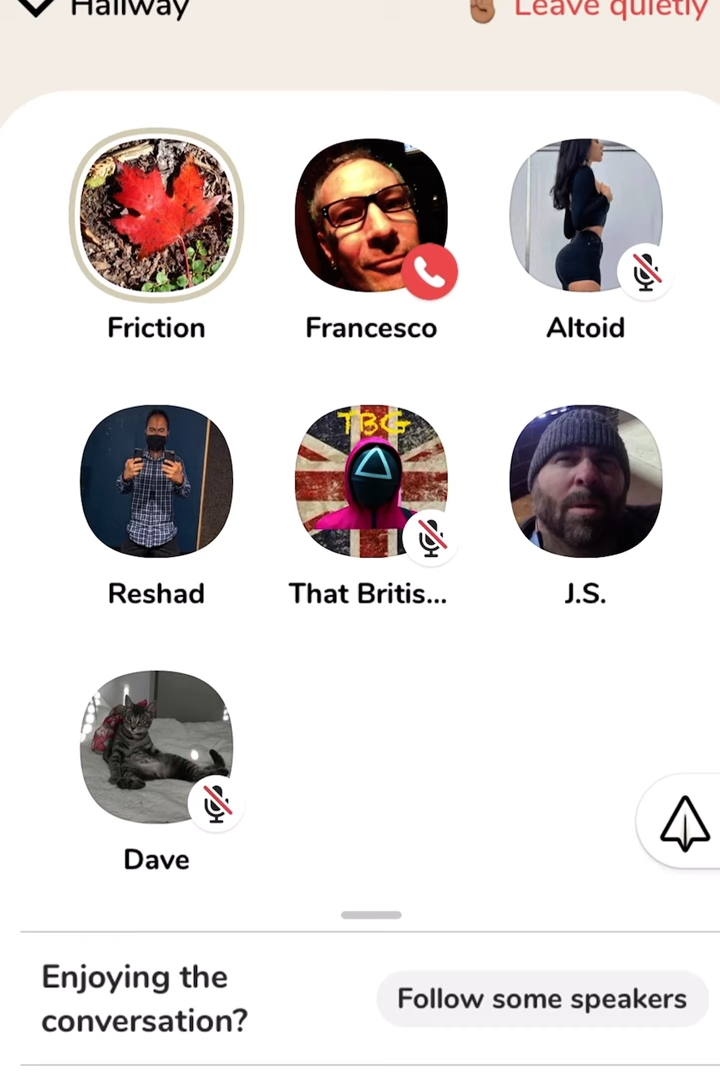 Hallway
Leave quietly
Friction
Francesco
Altoid
TBG
Reshad
That Britis...
J.S.
Dave
Enjoying the
conversation?
Follow some speakers